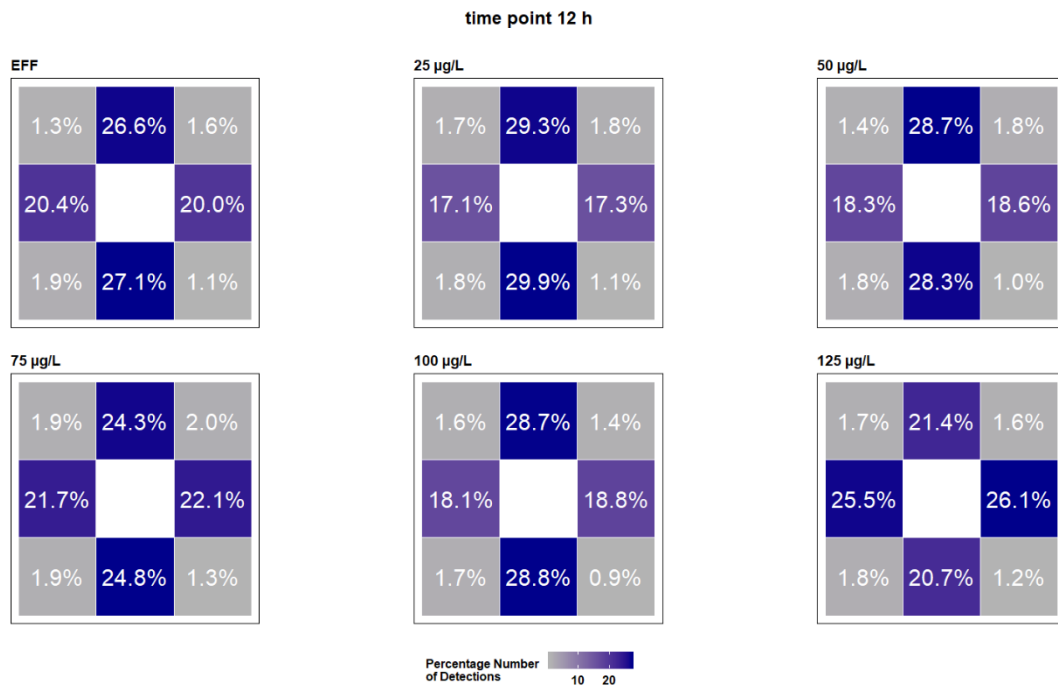 time point 12 h
EFF
25 µg/L
50 µg/L
1.3% 26.6% 1.6%
1.7% 29.3% 1.8%
1.4% 28.7% 1.8%
20.4% 20.0%
17.1% 17.3%
18.3% 18.6%
1.9% 27.1% 1.1%
1.8% 29.9% 1.1%
1.8% 28.3% 1.0%
75 µg/L
100 µg/L
125 µg/L
1.9% 24.3% 2.0%
1.6% 28.7% 1.4%
1.7% 21.4% 1.6%
21.7% 22.1%
18.1% 18.8%
25.5% 26.1%
1.9% 24.8% 1.3%
1.7% 28.8% 0.9%
1.8% 20.7% 1.2%
Percentage Number
of Detections
10 20